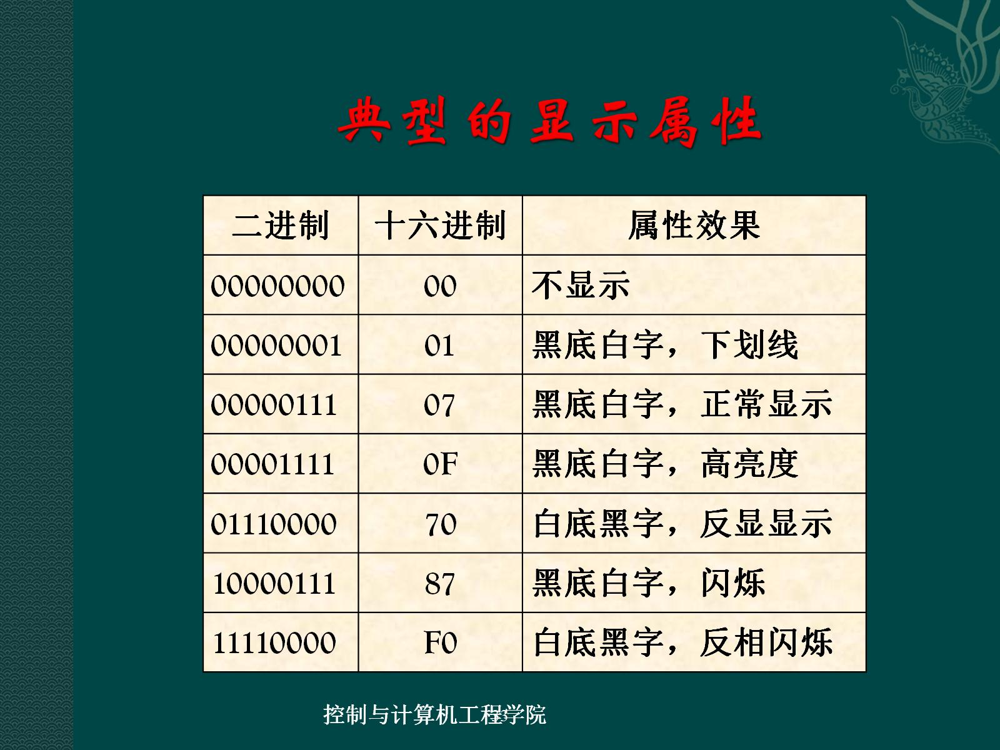 典型的显示属性
二进制 十六进制 属性效果
00000000 00 不显示
00000001 01 黑底白字，下划线
00000111 07 黑底白字，正常显示
00001111 0F 黑底白字，高亮度
01110000 70 白底黑字，反显显示
10000111 87 黑底白字，闪烁
11110000 F0 白底黑字，反相闪烁
控制与计算机工程学院